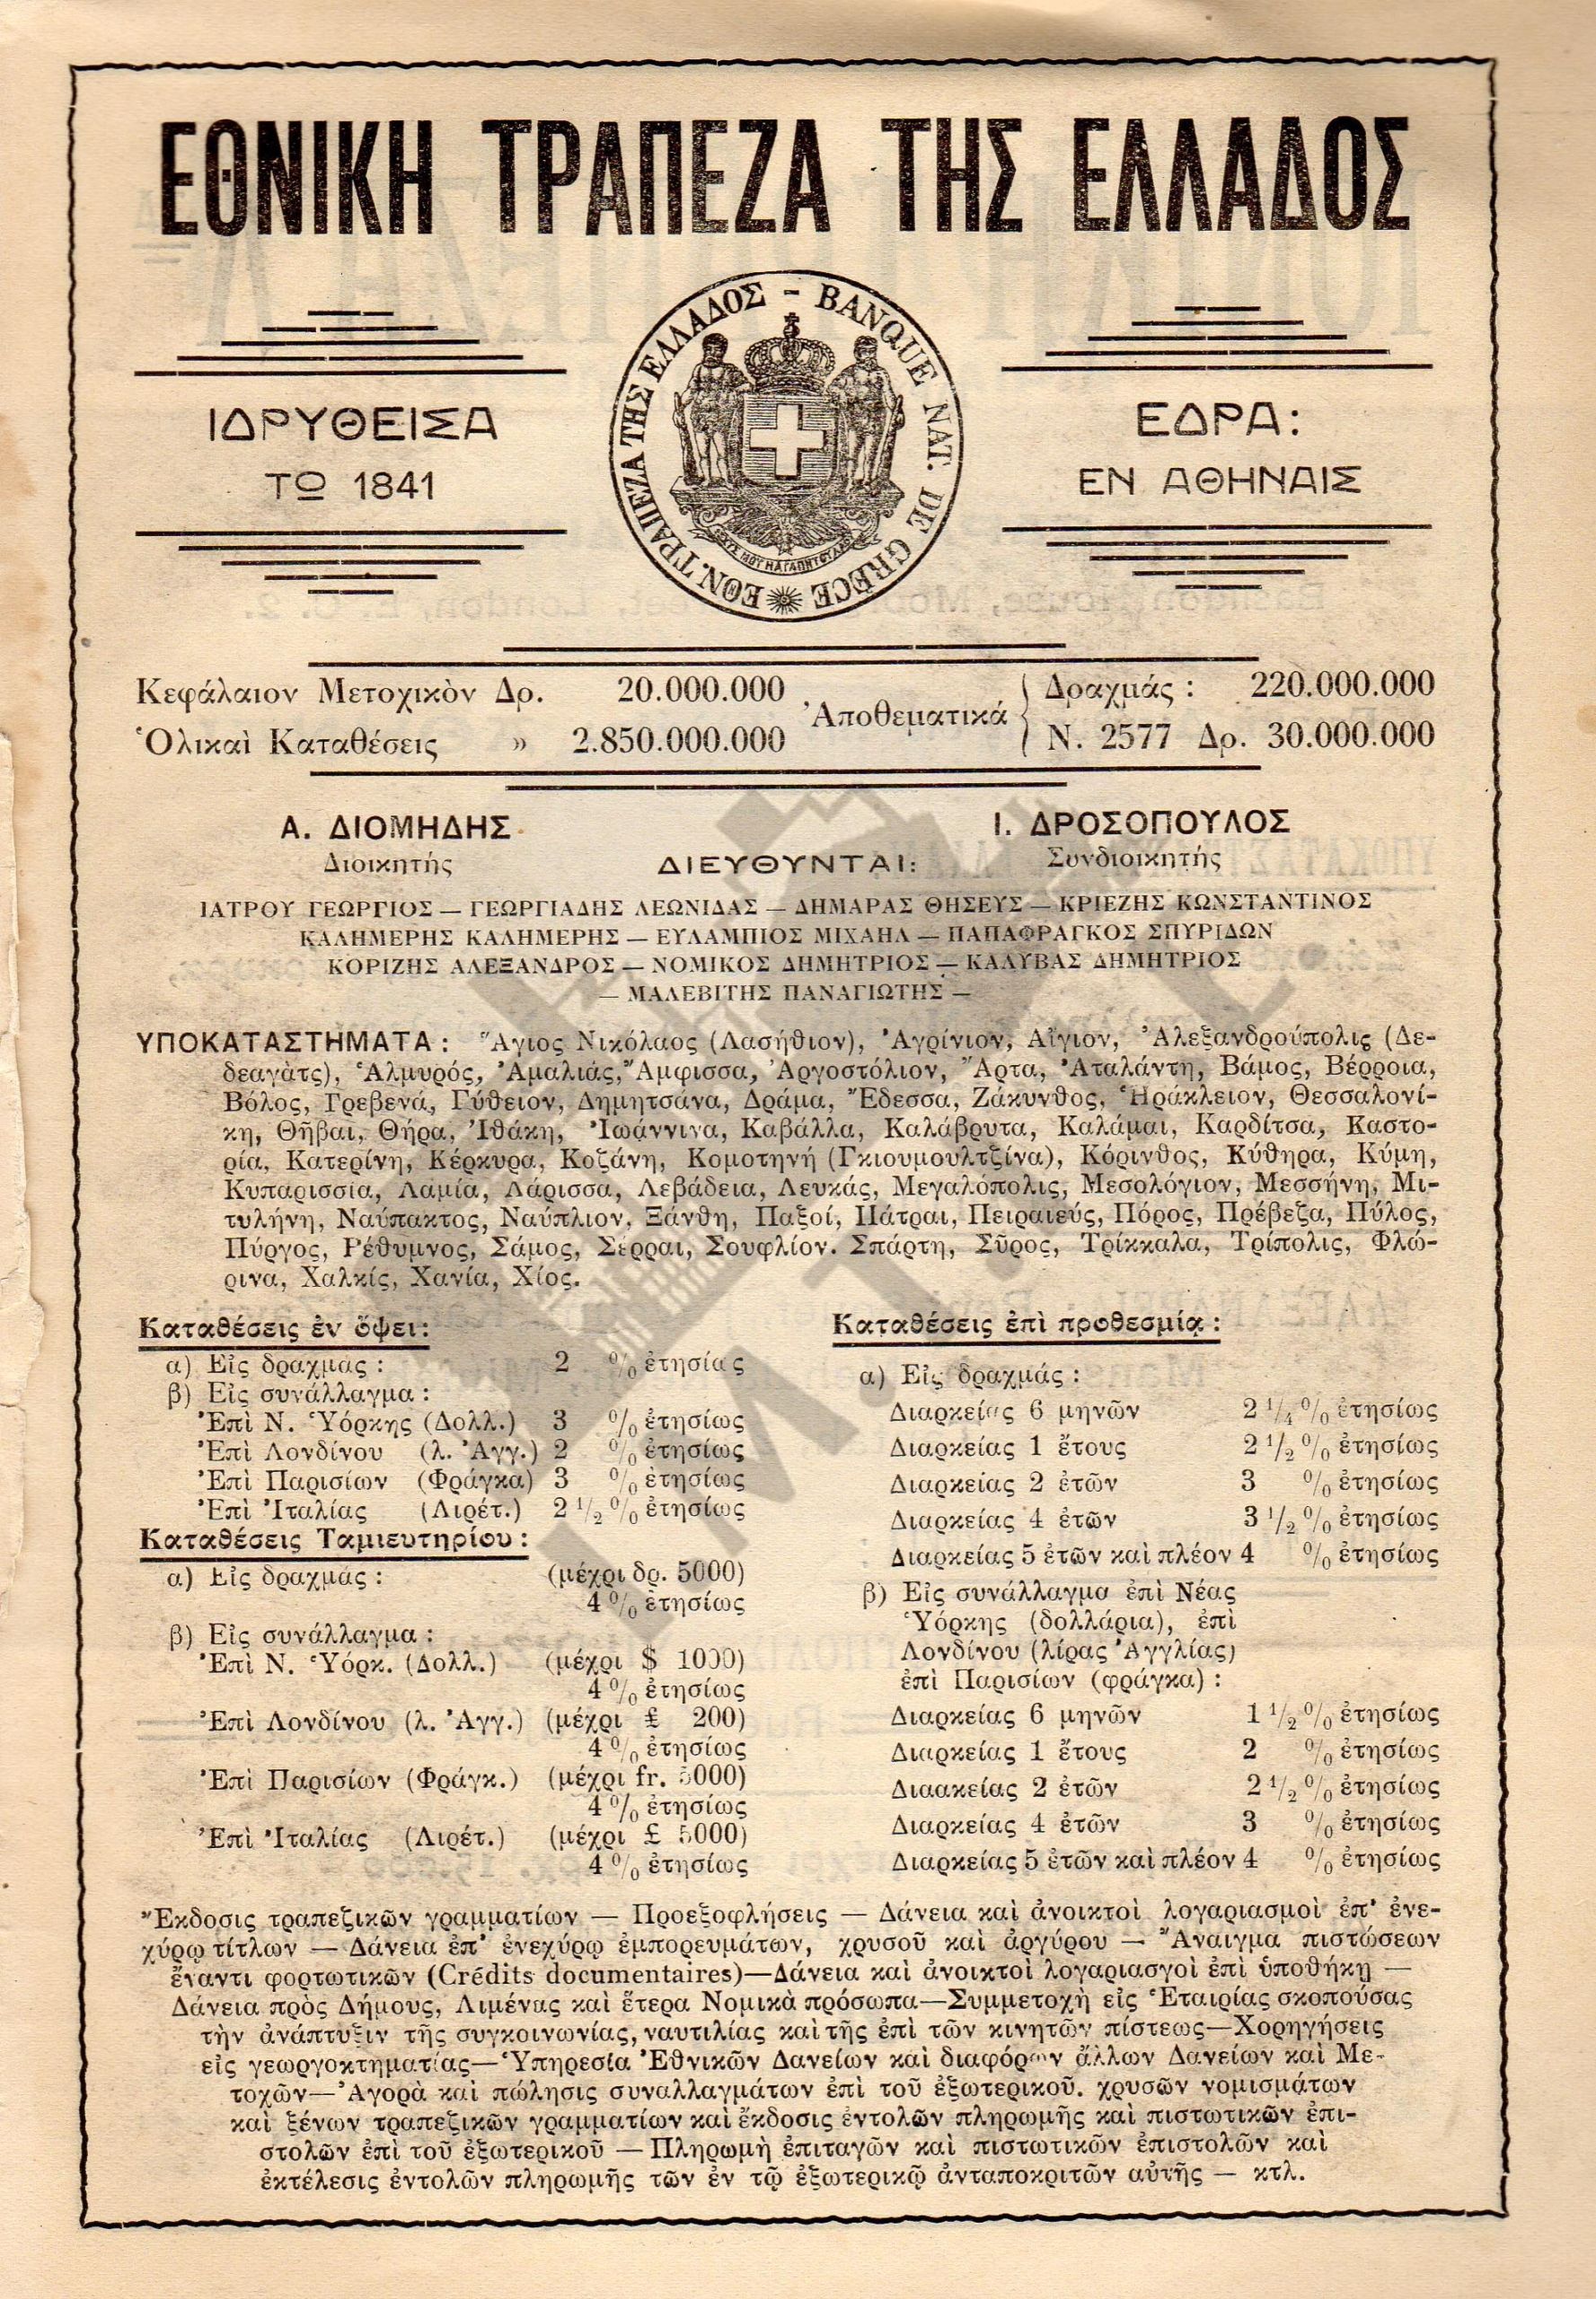 ΕΘΝΙΚΗ ΤΡΑΠΕΖΑ ΤΗΣ ΕΛΛΑΔΟΣ
ΙΔΡΥΘΕΙΣΑ
ΤΩ 1841
ΕΘΝ. ΤΡΑΠΕΖΑ ΤΗΣ ΕΛΛΑΔΟΣ - BANQUE NAT. DE GRECE
ΕΔΡΑ:
ΕΝ ΑΘΗΝΑΙΣ
Κεφάλαιον Μετοχικὸν Δρ. 20.000.000
Ὁλικαὶ Καταθέσεις » 2.850.000.000
Ἀποθεματικά
Δραχμάς : 220.000.000
Ν. 2577 Δρ. 30.000.000
Α. ΔΙΟΜΗΔΗΣ
Διοικητής
Ι. ΔΡΟΣΟΠΟΥΛΟΣ
Συνδιοικητής
ΔΙΕΥΘΥΝΤΑΙ:
ΙΑΤΡΟΥ ΓΕΩΡΓΙΟΣ — ΓΕΩΡΓΙΑΔΗΣ ΛΕΩΝΙΔΑΣ — ΔΗΜΑΡΑΣ ΘΗΣΕΥΣ — ΚΡΙΕΖΗΣ ΚΩΝΣΤΑΝΤΙΝΟΣ
ΚΑΛΗΜΕΡΗΣ ΚΑΛΗΜΕΡΗΣ — ΕΥΛΑΜΠΙΟΣ ΜΙΧΑΗΛ — ΠΑΠΑΦΡΑΓΚΟΣ ΣΠΥΡΙΔΩΝ
ΚΟΡΙΖΗΣ ΑΛΕΞΑΝΔΡΟΣ — ΝΟΜΙΚΟΣ ΔΗΜΗΤΡΙΟΣ — ΚΑΛΥΒΑΣ ΔΗΜΗΤΡΙΟΣ
— ΜΑΛΕΒΙΤΗΣ ΠΑΝΑΓΙΩΤΗΣ —
ΥΠΟΚΑΤΑΣΤΗΜΑΤΑ : Ἅγιος Νικόλαος (Λασήθιον), Ἀγρίνιον, Αἴγιον, Ἀλεξανδρούπολις (Δε-
δεαγὰτς), Ἁλμυρός, Ἀμαλιάς, Ἄμφισσα, Ἀργοστόλιον, Ἄρτα, Ἀταλάντη, Βάμος, Βέρροια,
Βόλος, Γρεβενά, Γύθειον, Δημητσάνα, Δράμα, Ἔδεσσα, Ζάκυνθος, Ἡράκλειον, Θεσσαλονί-
κη, Θῆβαι, Θήρα, Ἰθάκη, Ἰωάννινα, Καβάλλα, Καλάβρυτα, Καλάμαι, Καρδίτσα, Καστο-
ρία, Κατερίνη, Κέρκυρα, Κοζάνη, Κομοτηνή (Γκιουμουλτζίνα), Κόρινθος, Κύθηρα, Κύμη,
Κυπαρισσία, Λαμία, Λάρισσα, Λεβάδεια, Λευκάς, Μεγαλόπολις, Μεσολόγιον, Μεσσήνη, Μι-
τυλήνη, Ναύπακτος, Ναύπλιον, Ξάνθη, Παξοί, Πάτραι, Πειραιεύς, Πόρος, Πρέβεζα, Πύλος,
Πύργος, Ρέθυμνος, Σάμος, Σέρραι, Σουφλίον. Σπάρτη, Σῦρος, Τρίκκαλα, Τρίπολις, Φλώ-
ρινα, Χαλκίς, Χανία, Χίος.
Καταθέσεις ἐν ὄψει:
α) Εἰς δραχμάς : 2 % ἐτησίας
β) Εἰς συνάλλαγμα :
Ἐπὶ Ν. Ὑόρκης (Δολλ.) 3 % ἐτησίως
Ἐπὶ Λονδίνου (λ. Ἀγγ.) 2 % ἐτησίως
Ἐπὶ Παρισίων (Φράγκα) 3 % ἐτησίως
Ἐπὶ Ἰταλίας (Λιρέτ.) 2 1/2 % ἐτησίως
Καταθέσεις Ταμιευτηρίου :
α) Εἰς δραχμάς : (μέχρι δρ. 5000)
4 % ἐτησίως
β) Εἰς συνάλλαγμα :
Ἐπὶ Ν. Ὑόρκ. (Δολλ.) (μέχρι $ 1000)
4 % ἐτησίως
Ἐπὶ Λονδίνου (λ. Ἀγγ.) (μέχρι £ 200)
4 % ἐτησίως
Ἐπὶ Παρισίων (Φράγκ.) (μέχρι fr. 5000)
4 % ἐτησίως
Ἐπὶ Ἰταλίας (Λιρέτ.) (μέχρι £ 5000)
4 % ἐτησίως
Καταθέσεις ἐπὶ προθεσμίᾳ :
α) Εἰς δραχμάς :
Διαρκείας 6 μηνῶν 2 1/4 % ἐτησίως
Διαρκείας 1 ἔτους 2 1/2 % ἐτησίως
Διαρκείας 2 ἐτῶν 3 % ἐτησίως
Διαρκείας 4 ἐτῶν 3 1/2 % ἐτησίως
Διαρκείας 5 ἐτῶν καὶ πλέον 4 % ἐτησίως
β) Εἰς συνάλλαγμα ἐπὶ Νέας
Ὑόρκης (δολλάρια), ἐπὶ
Λονδίνου (λίρας Ἀγγλίας)
ἐπὶ Παρισίων (φράγκα) :
Διαρκείας 6 μηνῶν 1 1/2 % ἐτησίως
Διαρκείας 1 ἔτους 2 % ἐτησίως
Διαακείας 2 ἐτῶν 2 1/2 % ἐτησίως
Διαρκείας 4 ἐτῶν 3 % ἐτησίως
Διαρκείας 5 ἐτῶν καὶ πλέον 4 % ἐτησίως
Ἔκδοσις τραπεζικῶν γραμματίων — Προεξοφλήσεις — Δάνεια καὶ ἀνοικτοὶ λογαριασμοὶ ἐπ' ἐνε-
χύρῳ τίτλων — Δάνεια ἐπ' ἐνεχύρῳ ἐμπορευμάτων, χρυσοῦ καὶ ἀργύρου — Ἄναιγμα πιστώσεων
ἔναντι φορτωτικῶν (Crédits documentaires)—Δάνεια καὶ ἀνοικτοὶ λογαριασγοὶ ἐπὶ ὑποθήκῃ —
Δάνεια πρὸς Δήμους, Λιμένας καὶ ἕτερα Νομικὰ πρόσωπα—Συμμετοχὴ εἰς Ἑταιρίας σκοπούσας
τὴν ἀνάπτυξιν τῆς συγκοινωνίας, ναυτιλίας καὶ τῆς ἐπὶ τῶν κινητῶν πίστεως—Χορηγήσεις
εἰς γεωργοκτηματίας—Ὑπηρεσία Ἐθνικῶν Δανείων καὶ διαφόρων ἄλλων Δανείων καὶ Με-
τοχῶν—Ἀγορὰ καὶ πώλησις συναλλαγμάτων ἐπὶ τοῦ ἐξωτερικοῦ. χρυσῶν νομισμάτων
καὶ ξένων τραπεζικῶν γραμματίων καὶ ἔκδοσις ἐντολῶν πληρωμῆς καὶ πιστωτικῶν ἐπι-
στολῶν ἐπὶ τοῦ ἐξωτερικοῦ — Πληρωμὴ ἐπιταγῶν καὶ πιστωτικῶν ἐπιστολῶν καὶ
ἐκτέλεσις ἐντολῶν πληρωμῆς τῶν ἐν τῷ ἐξωτερικῷ ἀνταποκριτῶν αὐτῆς — κτλ.